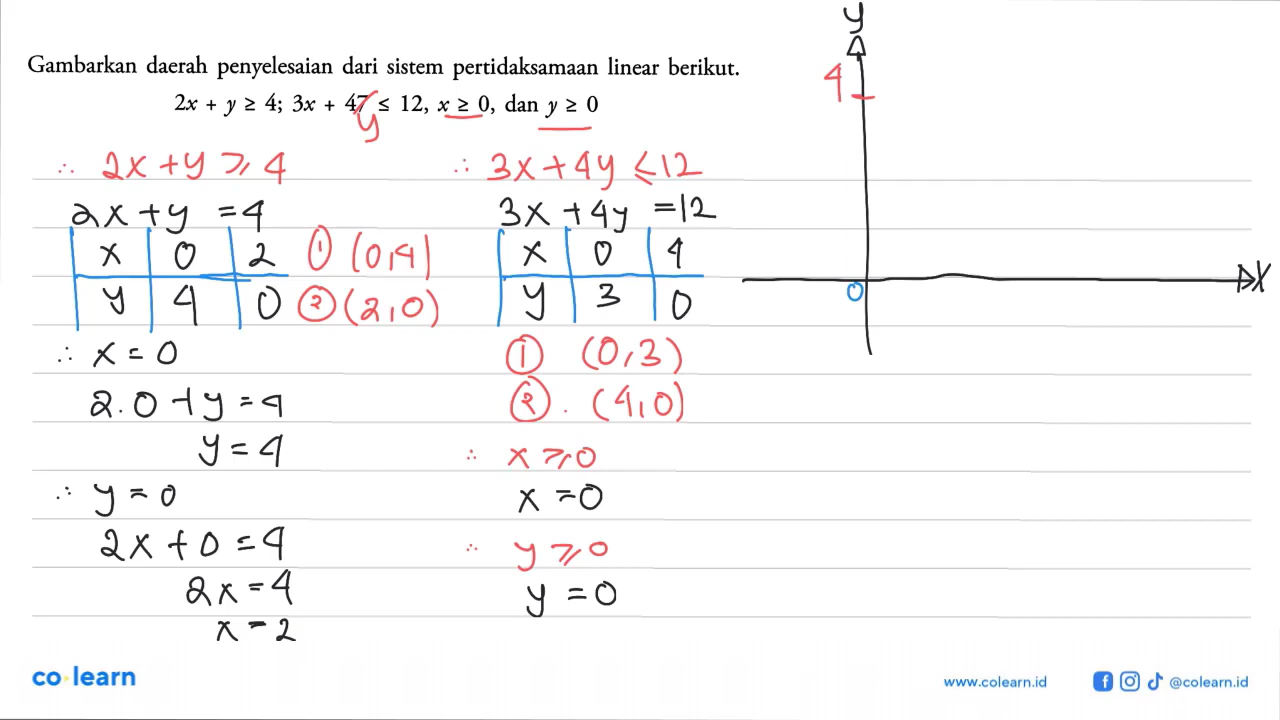 Gambarkan daerah penyelesaian dari sistem pertidaksamaan linear berikut.
2x + y ≥ 4; 3x + 47 ≤ 12, x ≥ 0, dan y ≥ 0
y
∴ 2x + y ≥ 4
2x + y = 4
x 0 2
y 4 0
① (0,4)
② (2,0)
∴ x = 0
2.0 + y = 4
y = 4
∴ y = 0
2x + 0 = 4
2x = 4
x = 2
∴ 3x + 4y ≤ 12
3x + 4y = 12
x 0 4
y 3 0
① (0,3)
② . (4,0)
∴ x ≥ 0
x = 0
∴ y ≥ 0
y = 0
y
4
0
X
co·learn
www.colearn.id
@colearn.id